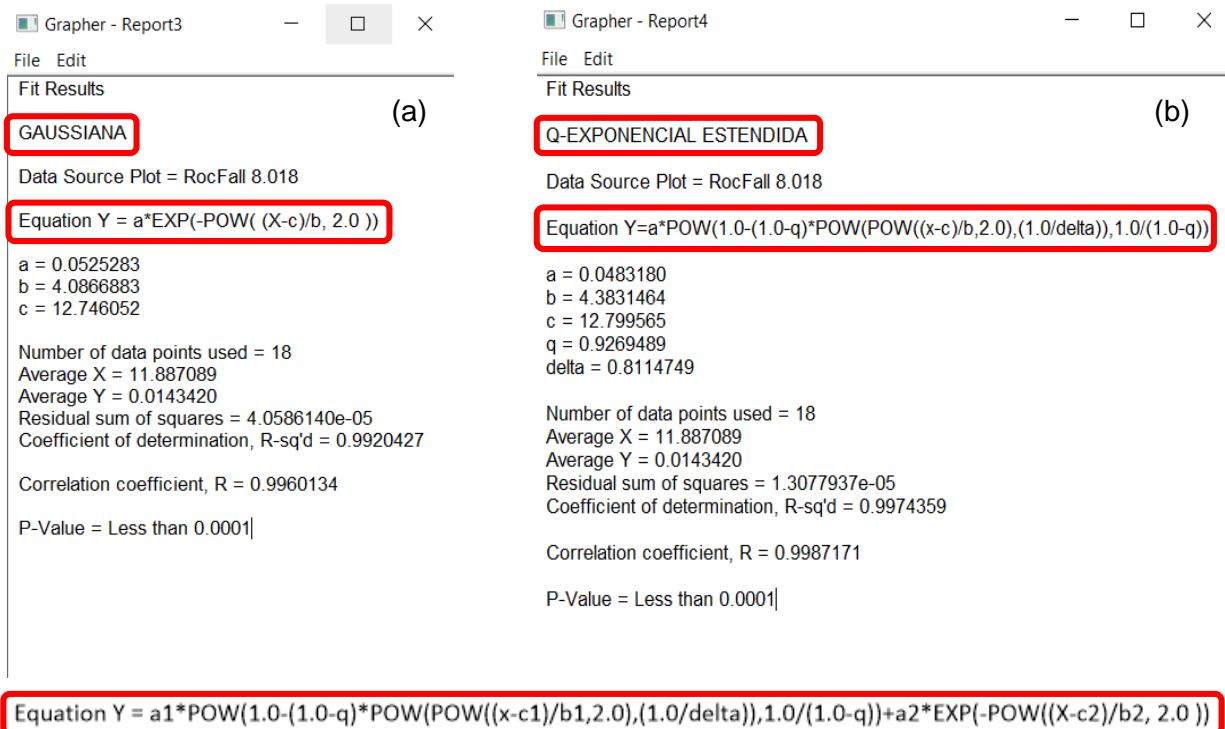 Grapher - Report3
File Edit
Fit Results
(a)
GAUSSIANA
Data Source Plot = RocFall 8.018
Equation Y = a*EXP(-POW( (X-c)/b, 2.0 ))
a = 0.0525283
b = 4.0866883
c = 12.746052
Number of data points used = 18
Average X = 11.887089
Average Y = 0.0143420
Residual sum of squares = 4.0586140e-05
Coefficient of determination, R-sq'd = 0.9920427
Correlation coefficient, R = 0.9960134
P-Value = Less than 0.0001
Grapher - Report4
File Edit
Fit Results
(b)
Q-EXPONENCIAL ESTENDIDA
Data Source Plot = RocFall 8.018
Equation Y=a*POW(1.0-(1.0-q)*POW(POW((x-c)/b,2.0),(1.0/delta)),1.0/(1.0-q))
a = 0.0483180
b = 4.3831464
c = 12.799565
q = 0.9269489
delta = 0.8114749
Number of data points used = 18
Average X = 11.887089
Average Y = 0.0143420
Residual sum of squares = 1.3077937e-05
Coefficient of determination, R-sq'd = 0.9974359
Correlation coefficient, R = 0.9987171
P-Value = Less than 0.0001
Equation Y = a1*POW(1.0-(1.0-q)*POW(POW((x-c1)/b1,2.0),(1.0/delta)),1.0/(1.0-q))+a2*EXP(-POW((X-c2)/b2, 2.0 ))